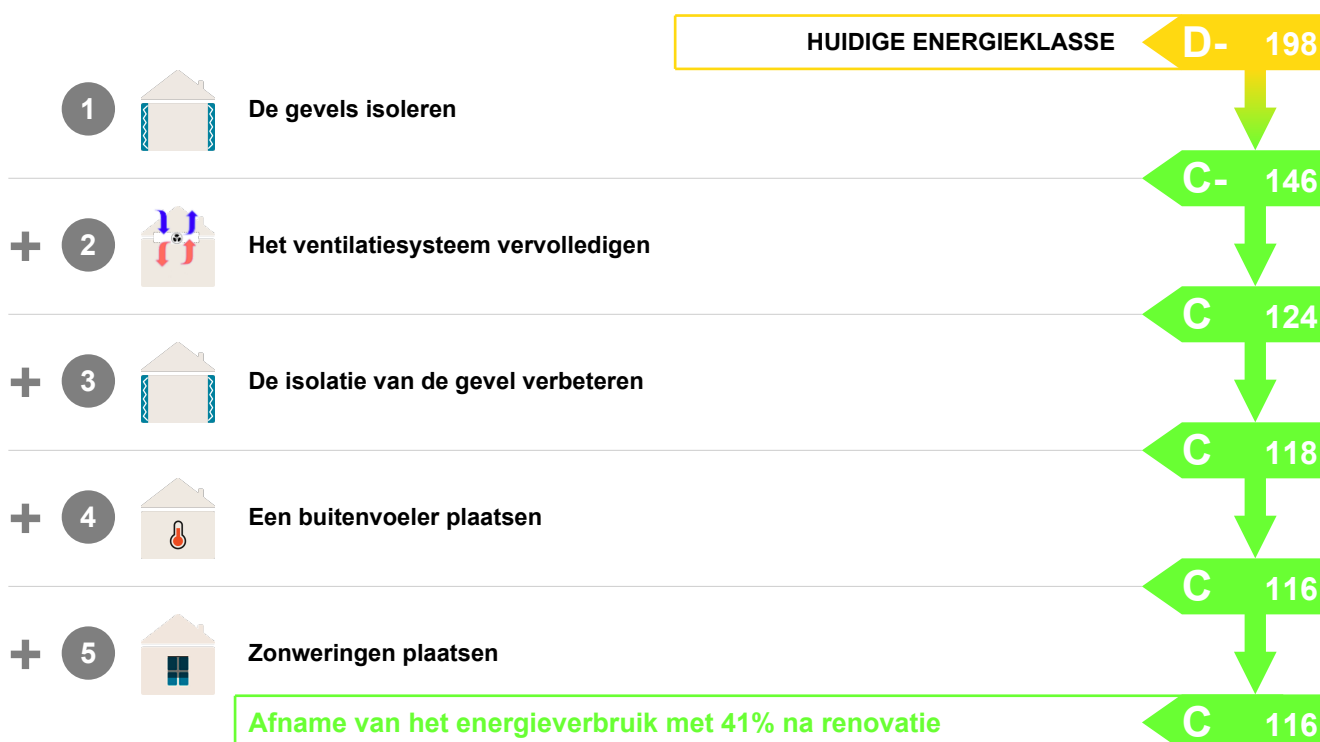 HUIDIGE ENERGIEKLASSE D- 198
1 De gevels isoleren
C- 146
+ 2 Het ventilatiesysteem vervolledigen
C 124
+ 3 De isolatie van de gevel verbeteren
C 118
+ 4 Een buitenvoeler plaatsen
C 116
+ 5 Zonweringen plaatsen
Afname van het energieverbruik met 41% na renovatie C 116